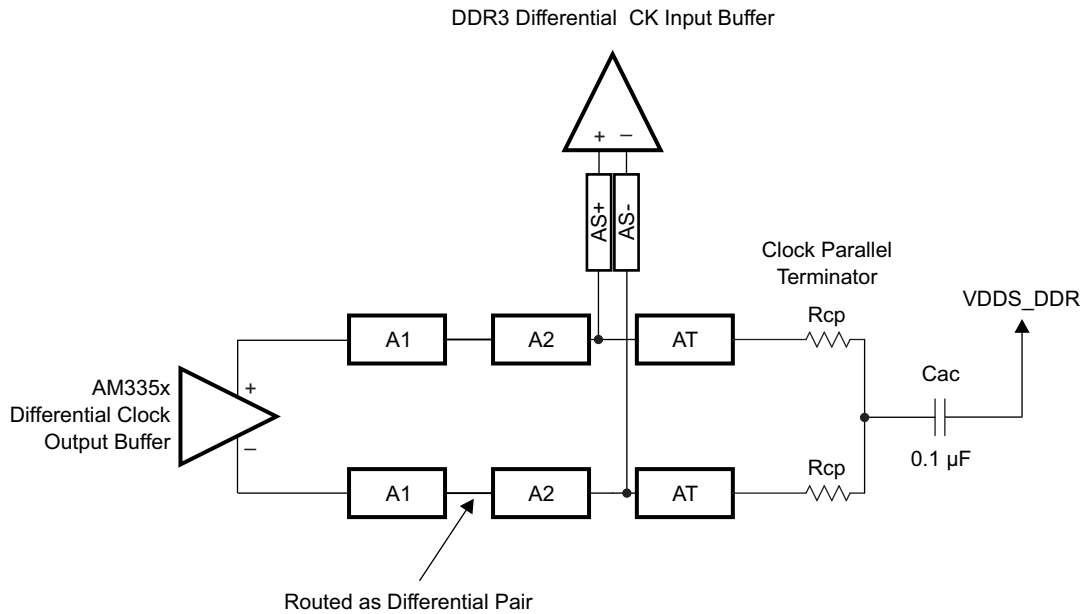 DDR3 Differential CK Input Buffer
+ –
AS+
AS-
Clock Parallel
Terminator
VDDS_DDR
A1
A2
AT
Rcp
AM335x
Differential Clock
Output Buffer
+
–
Cac
0.1 µF
A1
A2
AT
Rcp
Routed as Differential Pair